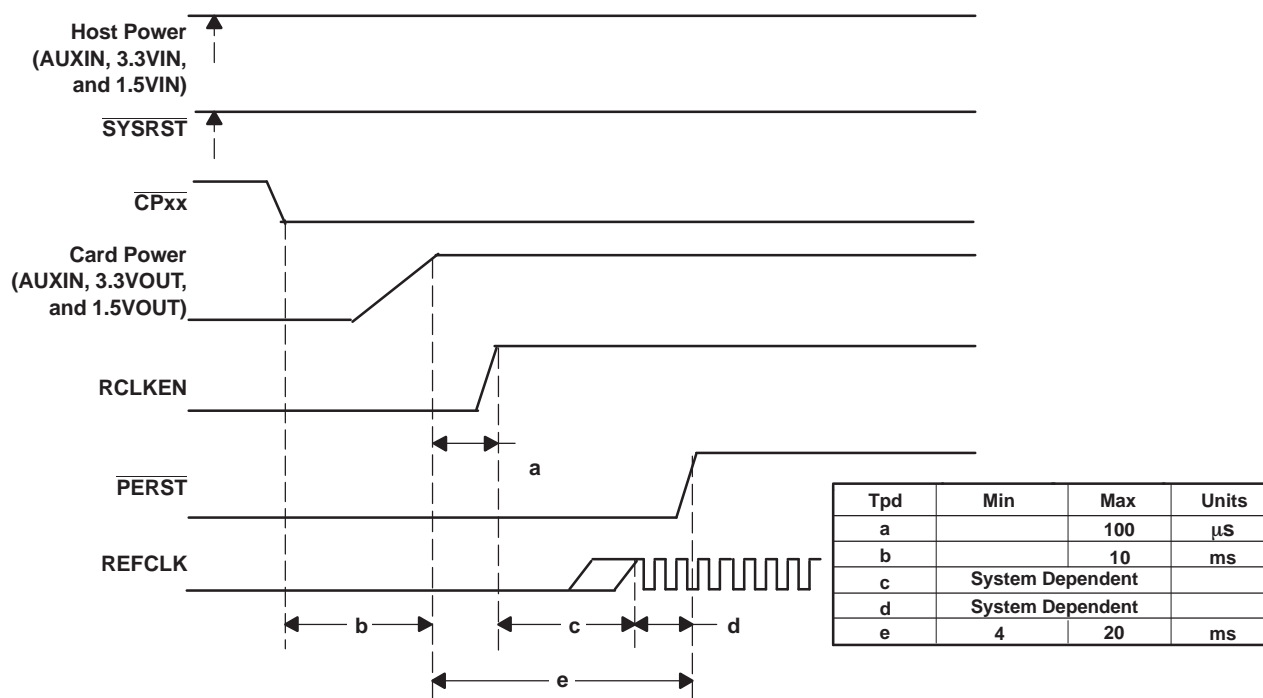 Host Power
(AUXIN, 3.3VIN,
and 1.5VIN)
SYSRST
CPxx
Card Power
(AUXIN, 3.3VOUT,
and 1.5VOUT)
RCLKEN
a
PERST
REFCLK
b
c
d
e
Tpd Min Max Units
a 100 μs
b 10 ms
c System Dependent
d System Dependent
e 4 20 ms